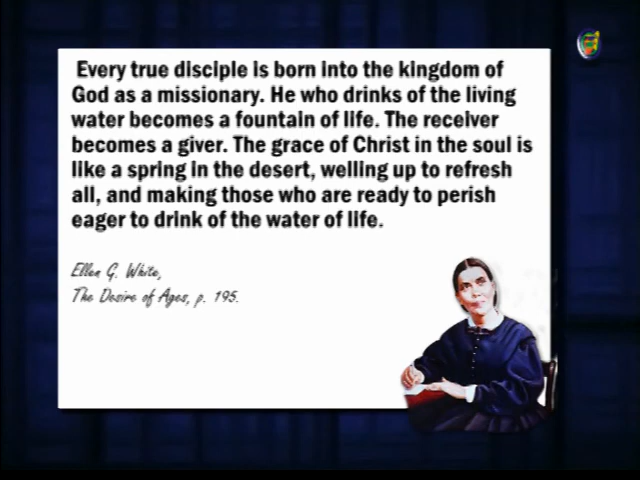 Every true disciple is born into the kingdom of
God as a missionary. He who drinks of the living
water becomes a fountain of life. The receiver
becomes a giver. The grace of Christ in the soul is
like a spring in the desert, welling up to refresh
all, and making those who are ready to perish
eager to drink of the water of life.
Ellen G. White,
The Desire of Ages, p. 195.